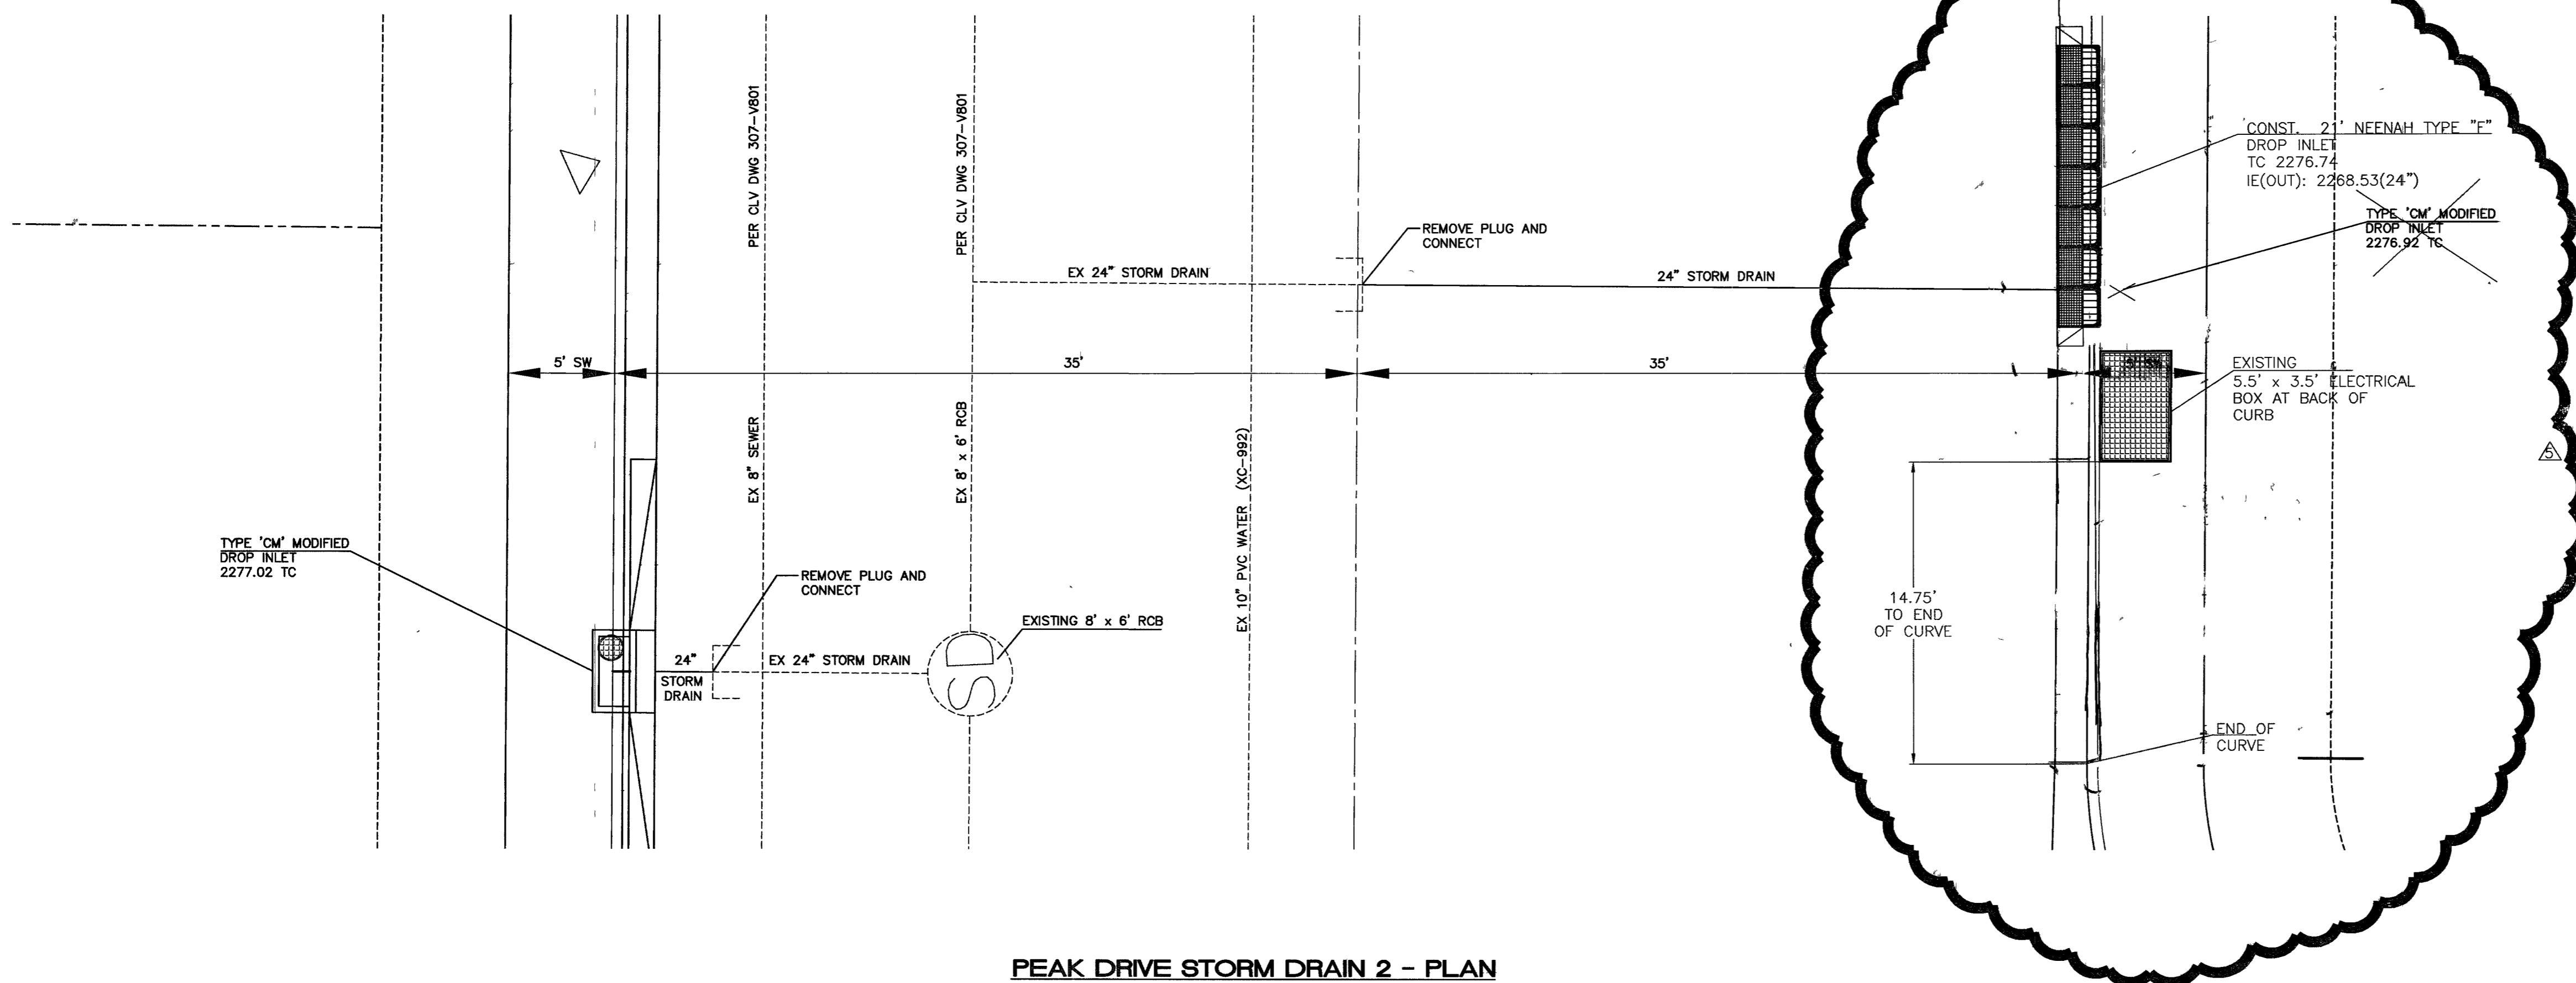 PER CLV DWG 307-V801
PER CLV DWG 307-V801
'CONST. 21' NEENAH TYPE "F"
DROP INLET
TC 2276.74
IE(OUT): 2268.53(24")
TYPE 'CM' MODIFIED
DROP INLET
2276.92 TC
REMOVE PLUG AND
CONNECT
EX 24" STORM DRAIN
24" STORM DRAIN
5' SW
35'
35'
5' SW
EXISTING
5.5' x 3.5' ELECTRICAL
BOX AT BACK OF
CURB
5
EX 8" SEWER
EX 8' x 6' RCB
EX 10" PVC WATER (XC-992)
TYPE 'CM' MODIFIED
DROP INLET
2277.02 TC
REMOVE PLUG AND
CONNECT
EXISTING 8' x 6' RCB
14.75'
TO END
OF CURVE
24"
STORM
DRAIN
EX 24" STORM DRAIN
SD
END OF
CURVE
PEAK DRIVE STORM DRAIN 2 - PLAN